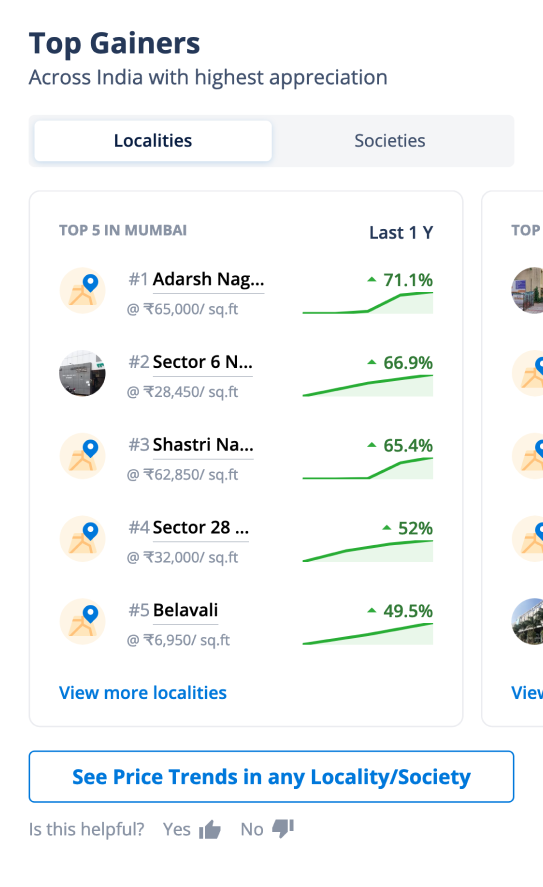 Top Gainers
Across India with highest appreciation
Localities
Societies
TOP 5 IN MUMBAI
Last 1 Y
#1 Adarsh Nag...
71.1%
@ ₹65,000/ sq.ft
#2 Sector 6 N...
66.9%
@ ₹28,450/ sq.ft
#3 Shastri Na...
65.4%
@ ₹62,850/ sq.ft
#4 Sector 28 ...
52%
@ ₹32,000/ sq.ft
#5 Belavali
49.5%
@ ₹6,950/ sq.ft
View more localities
TOP
View
See Price Trends in any Locality/Society
Is this helpful? Yes No